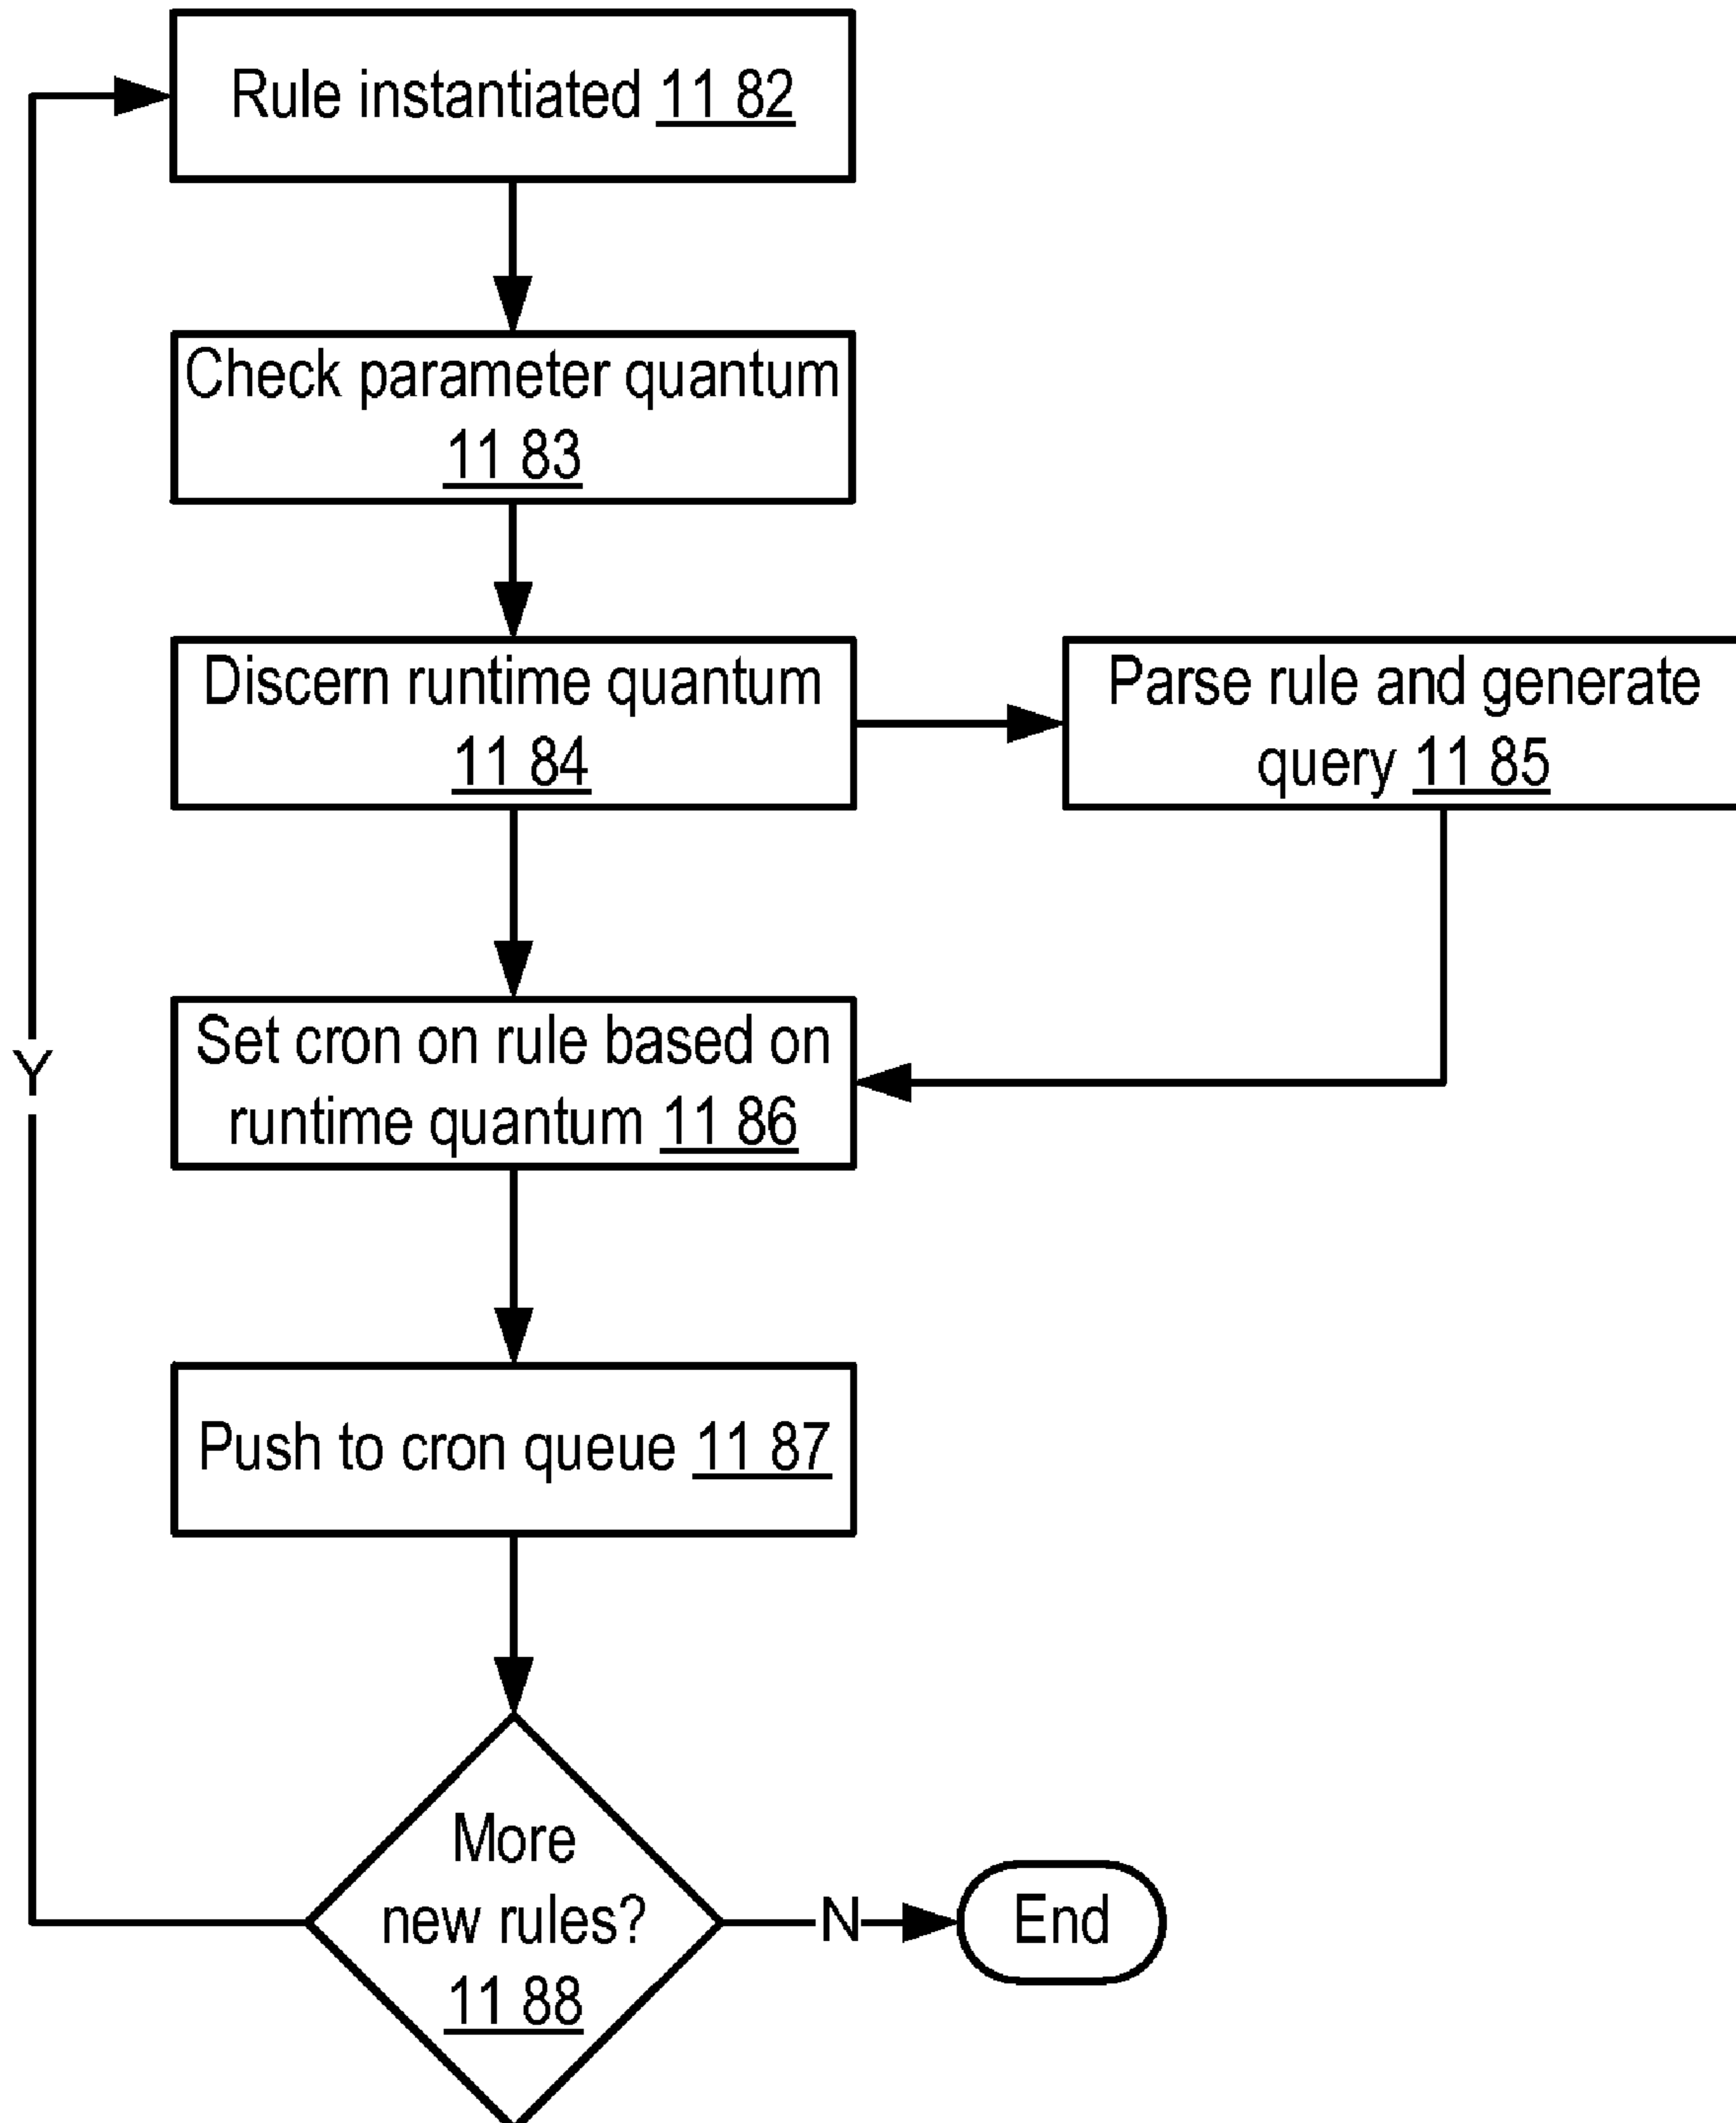 Rule instantiated 11 82
Check parameter quantum
11 83
Discern runtime quantum
11 84
Parse rule and generate
query 11 85
Y
Set cron on rule based on
runtime quantum 11 86
Push to cron queue 11 87
More
new rules?
11 88
N
End